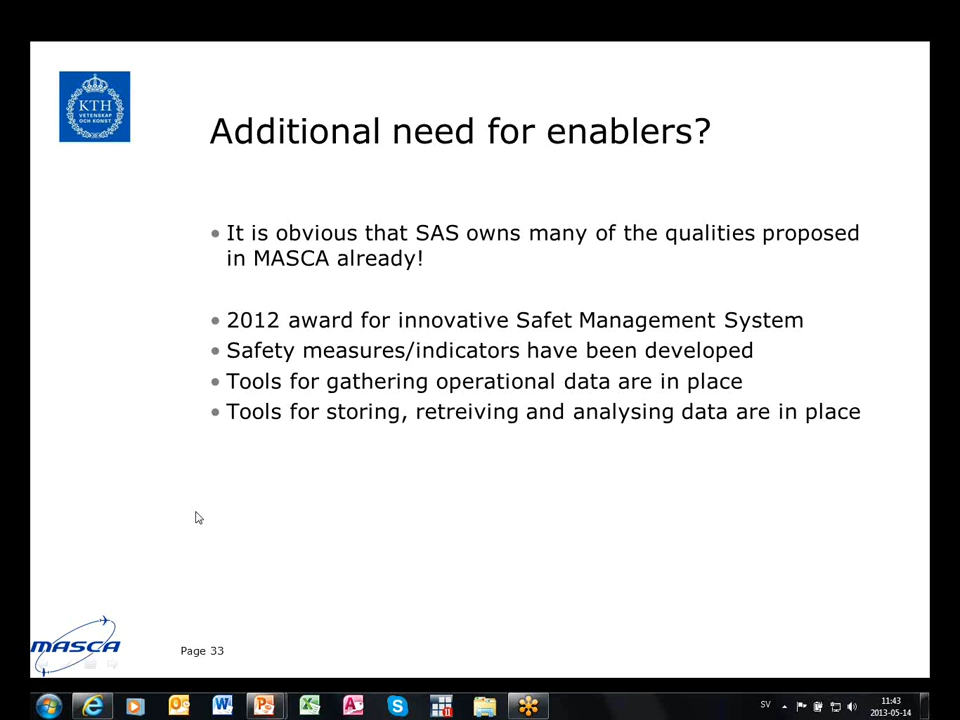 KTH
VETENSKAP
OCH KONST
Additional need for enablers?
• It is obvious that SAS owns many of the qualities proposed
in MASCA already!
• 2012 award for innovative Safet Management System
• Safety measures/indicators have been developed
• Tools for gathering operational data are in place
• Tools for storing, retreiving and analysing data are in place
MASCA
Page 33
SV
11:43
2013-05-14